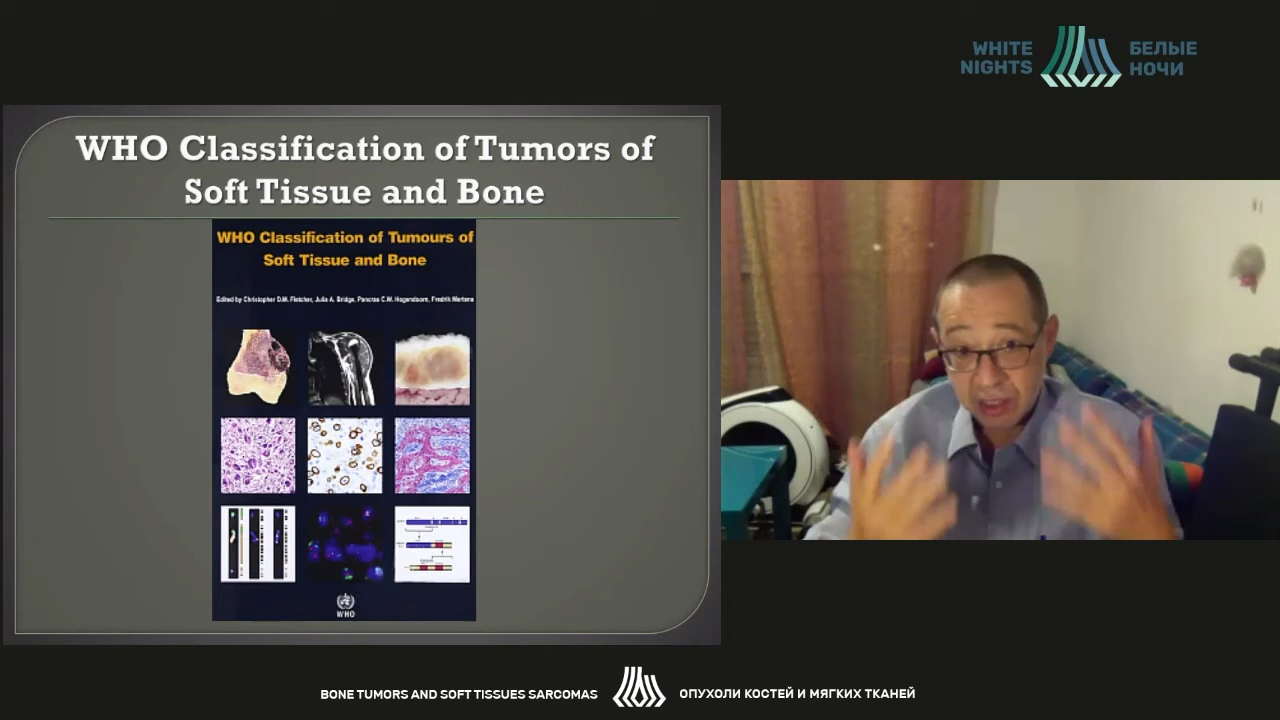 WHITE
NIGHTS
БЕЛЫЕ
НОЧИ
WHO Classification of Tumors of
Soft Tissue and Bone
WHO Classification of Tumours of
Soft Tissue and Bone
Edited by Christopher D.M. Fletcher, Julia A. Bridge, Pancras C.W. Hogendoorn, Fredrik Mertens
WHO
BONE TUMORS AND SOFT TISSUES SARCOMAS
ОПУХОЛИ КОСТЕЙ И МЯГКИХ ТКАНЕЙ